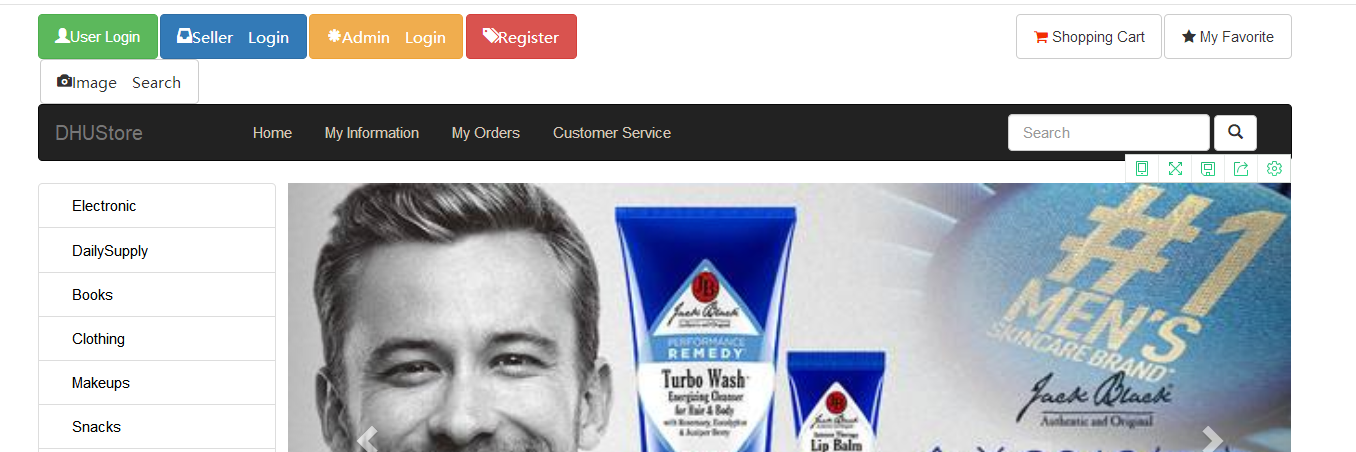 User Login Seller Login Admin Login Register Shopping Cart My Favorite
Image Search
DHUStore Home My Information My Orders Customer Service Search
Electronic
DailySupply
Books
Clothing
Makeups
Snacks
JB
Jack Black
Authentic and Original
PERFORMANCE
REMEDY
Turbo Wash
Energizing Cleanser
for Hair & Body
with Rosemary, Eucalyptus
& Juniper Berry
JB
Jack Black
Intense Therapy
Lip Balm
#1
MEN'S
SKINCARE BRAND
Jack Black
Authentic and Original